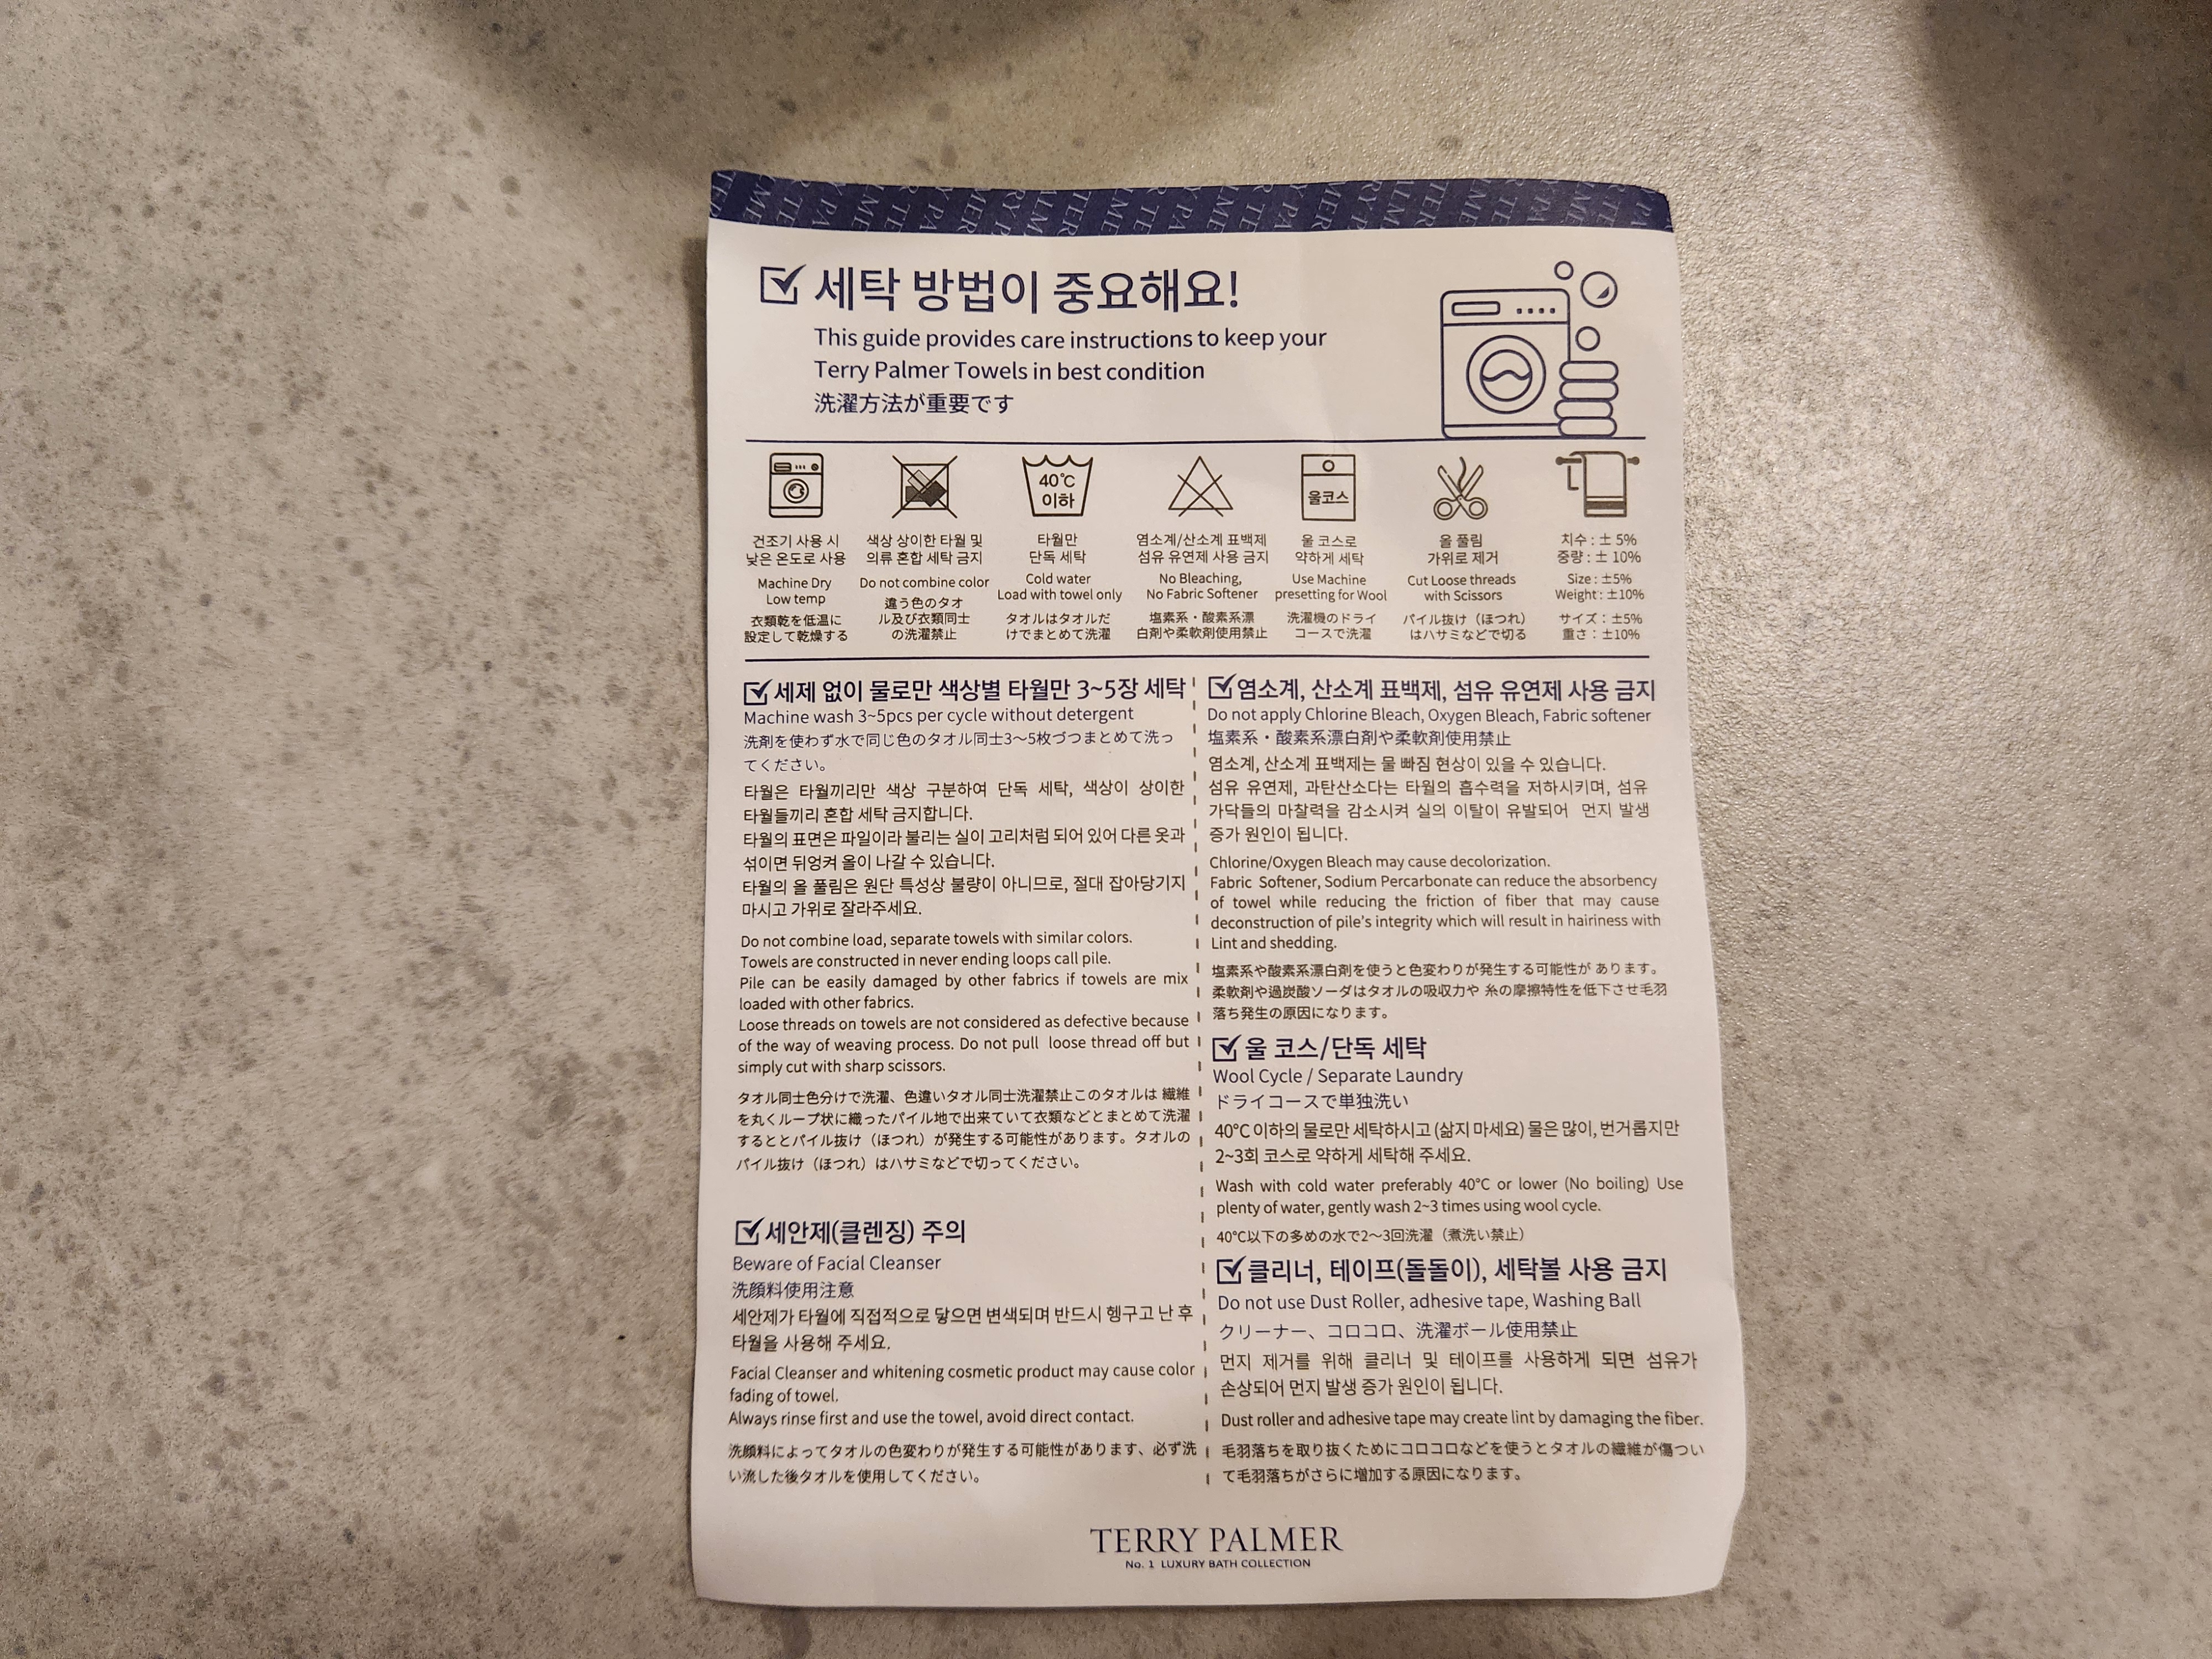 세탁 방법이 중요해요!
This guide provides care instructions to keep your
Terry Palmer Towels in best condition
洗濯方法が重要です
건조기 사용 시
낮은 온도로 사용
Machine Dry
Low temp
衣類乾を低温に
設定して乾燥する
색상 상이한 타월 및
의류 혼합 세탁 금지
Do not combine color
違う色のタオ
ル及び衣類同士
の洗濯禁止
40℃
이하
타월만
단독 세탁
Cold water
Load with towel only
タオルはタオルだ
けでまとめて洗濯
염소계/산소계 표백제
섬유 유연제 사용 금지
No Bleaching,
No Fabric Softener
塩素系・酸素系漂
白剤や柔軟剤使用禁止
울코스
울 코스로
약하게 세탁
Use Machine
presetting for Wool
洗濯機のドライ
コースで洗濯
올 풀림
가위로 제거
Cut Loose threads
with Scissors
パイル抜け（ほつれ）
はハサミなどで切る
치수 : ± 5%
중량 : ± 10%
Size : ±5%
Weight : ±10%
サイズ：±5%
重さ：±10%
세제 없이 물로만 색상별 타월만 3~5장 세탁
Machine wash 3~5pcs per cycle without detergent
洗剤を使わず水で同じ色のタオル同士3～5枚づつまとめて洗っ
てください。
타월은 타월끼리만 색상 구분하여 단독 세탁, 색상이 상이한
타월들끼리 혼합 세탁 금지합니다.
타월의 표면은 파일이라 불리는 실이 고리처럼 되어 있어 다른 옷과
섞이면 뒤엉켜 올이 나갈 수 있습니다.
타월의 올 풀림은 원단 특성상 불량이 아니므로, 절대 잡아당기지
마시고 가위로 잘라주세요.
Do not combine load, separate towels with similar colors.
Towels are constructed in never ending loops call pile.
Pile can be easily damaged by other fabrics if towels are mix
loaded with other fabrics.
Loose threads on towels are not considered as defective because
of the way of weaving process. Do not pull loose thread off but
simply cut with sharp scissors.
タオル同士色分けで洗濯、色違いタオル同士洗濯禁止このタオルは 繊維
を丸くループ状に織ったパイル地で出来ていて衣類などとまとめて洗濯
するととパイル抜け（ほつれ）が発生する可能性があります。タオルの
パイル抜け（ほつれ）はハサミなどで切ってください。
세안제(클렌징) 주의
Beware of Facial Cleanser
洗顔料使用注意
세안제가 타월에 직접적으로 닿으면 변색되며 반드시 헹구고 난 후
타월을 사용해 주세요.
Facial Cleanser and whitening cosmetic product may cause color
fading of towel.
Always rinse first and use the towel, avoid direct contact.
洗顔料によってタオルの色変わりが発生する可能性があります、必ず洗
い流した後タオルを使用してください。
염소계, 산소계 표백제, 섬유 유연제 사용 금지
Do not apply Chlorine Bleach, Oxygen Bleach, Fabric softener
塩素系・酸素系漂白剤や柔軟剤使用禁止
염소계, 산소계 표백제는 물 빠짐 현상이 있을 수 있습니다.
섬유 유연제, 과탄산소다는 타월의 흡수력을 저하시키며, 섬유
가닥들의 마찰력을 감소시켜 실의 이탈이 유발되어 먼지 발생
증가 원인이 됩니다.
Chlorine/Oxygen Bleach may cause decolorization.
Fabric Softener, Sodium Percarbonate can reduce the absorbency
of towel while reducing the friction of fiber that may cause
deconstruction of pile's integrity which will result in hairiness with
Lint and shedding.
塩素系や酸素系漂白剤を使うと色変わりが発生する可能性が あります。
柔軟剤や過炭酸ソーダはタオルの吸収力や 糸の摩擦特性を低下させ毛羽
落ち発生の原因になります。
울 코스/단독 세탁
Wool Cycle / Separate Laundry
ドライコースで単独洗い
40℃ 이하의 물로만 세탁하시고 (삶지 마세요) 물은 많이, 번거롭지만
2~3회 코스로 약하게 세탁해 주세요.
Wash with cold water preferably 40℃ or lower (No boiling) Use
plenty of water, gently wash 2~3 times using wool cycle.
40℃以下の多めの水で2～3回洗濯（煮洗い禁止）
클리너, 테이프(돌돌이), 세탁볼 사용 금지
Do not use Dust Roller, adhesive tape, Washing Ball
クリーナー、コロコロ、洗濯ボール使用禁止
먼지 제거를 위해 클리너 및 테이프를 사용하게 되면 섬유가
손상되어 먼지 발생 증가 원인이 됩니다.
Dust roller and adhesive tape may create lint by damaging the fiber.
毛羽落ちを取り抜くためにコロコロなどを使うとタオルの繊維が傷つい
て毛羽落ちがさらに増加する原因になります。
TERRY PALMER
No. 1 LUXURY BATH COLLECTION